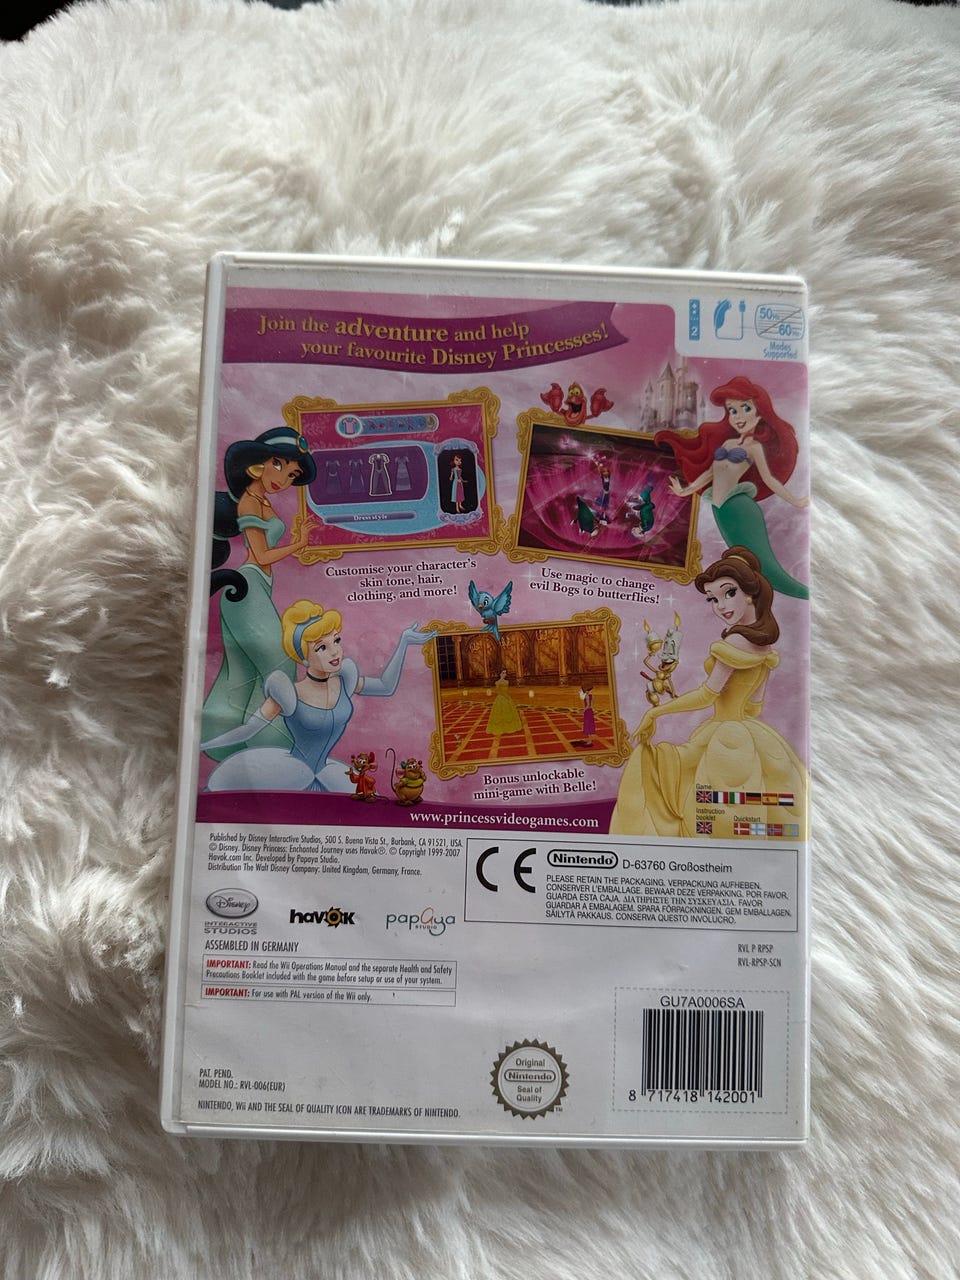 Join the adventure and help
your favourite Disney Princesses!
2
50Hz
60Hz
Modes
Supported
Dress style
Customise your character's
skin tone, hair,
clothing, and more!
Use magic to change
evil Bogs to butterflies!
Bonus unlockable
mini-game with Belle!
Game
Instruction
booklet
Quickstart
www.princessvideogames.com
Published by Disney Interactive Studios, 500 S. Buena Vista St., Burbank, CA 91521, USA.
© Disney. Disney Princess: Enchanted Journey uses Havok®. © Copyright 1999-2007
Havok.com Inc. Developed by Papaya Studio.
Distribution The Walt Disney Company: United Kingdom, Germany, France.
CE
Nintendo D-63760 Großostheim
PLEASE RETAIN THE PACKAGING. VERPACKUNG AUFHEBEN.
CONSERVER L'EMBALLAGE. BEWAAR DEZE VERPAKKING. POR FAVOR,
GUARDA ESTA CAJA. ΔΙΑΤΗΡΗΣΤΕ ΤΗΝ ΣΥΣΚΕΥΑΣΙΑ. FAVOR
GUARDAR A EMBALAGEM. SPARA FÖRPACKNINGEN. GEM EMBALLAGEN.
SÄILYTÄ PAKKAUS. CONSERVA QUESTO INVOLUCRO.
Disney
INTERACTIVE
STUDIOS
havok
papaya
STUDIO
ASSEMBLED IN GERMANY
RVL P RPSP
RVL-RPSP-SCN
IMPORTANT: Read the Wii Operations Manual and the separate Health and Safety
Precautions Booklet included with the game before setup or use of your system.
IMPORTANT: For use with PAL version of the Wii only.
GU7A0006SA
8 717418 142001
Original
Nintendo
Seal of
Quality
TM
PAT. PEND.
MODEL NO.: RVL-006(EUR)
NINTENDO, Wii AND THE SEAL OF QUALITY ICON ARE TRADEMARKS OF NINTENDO.